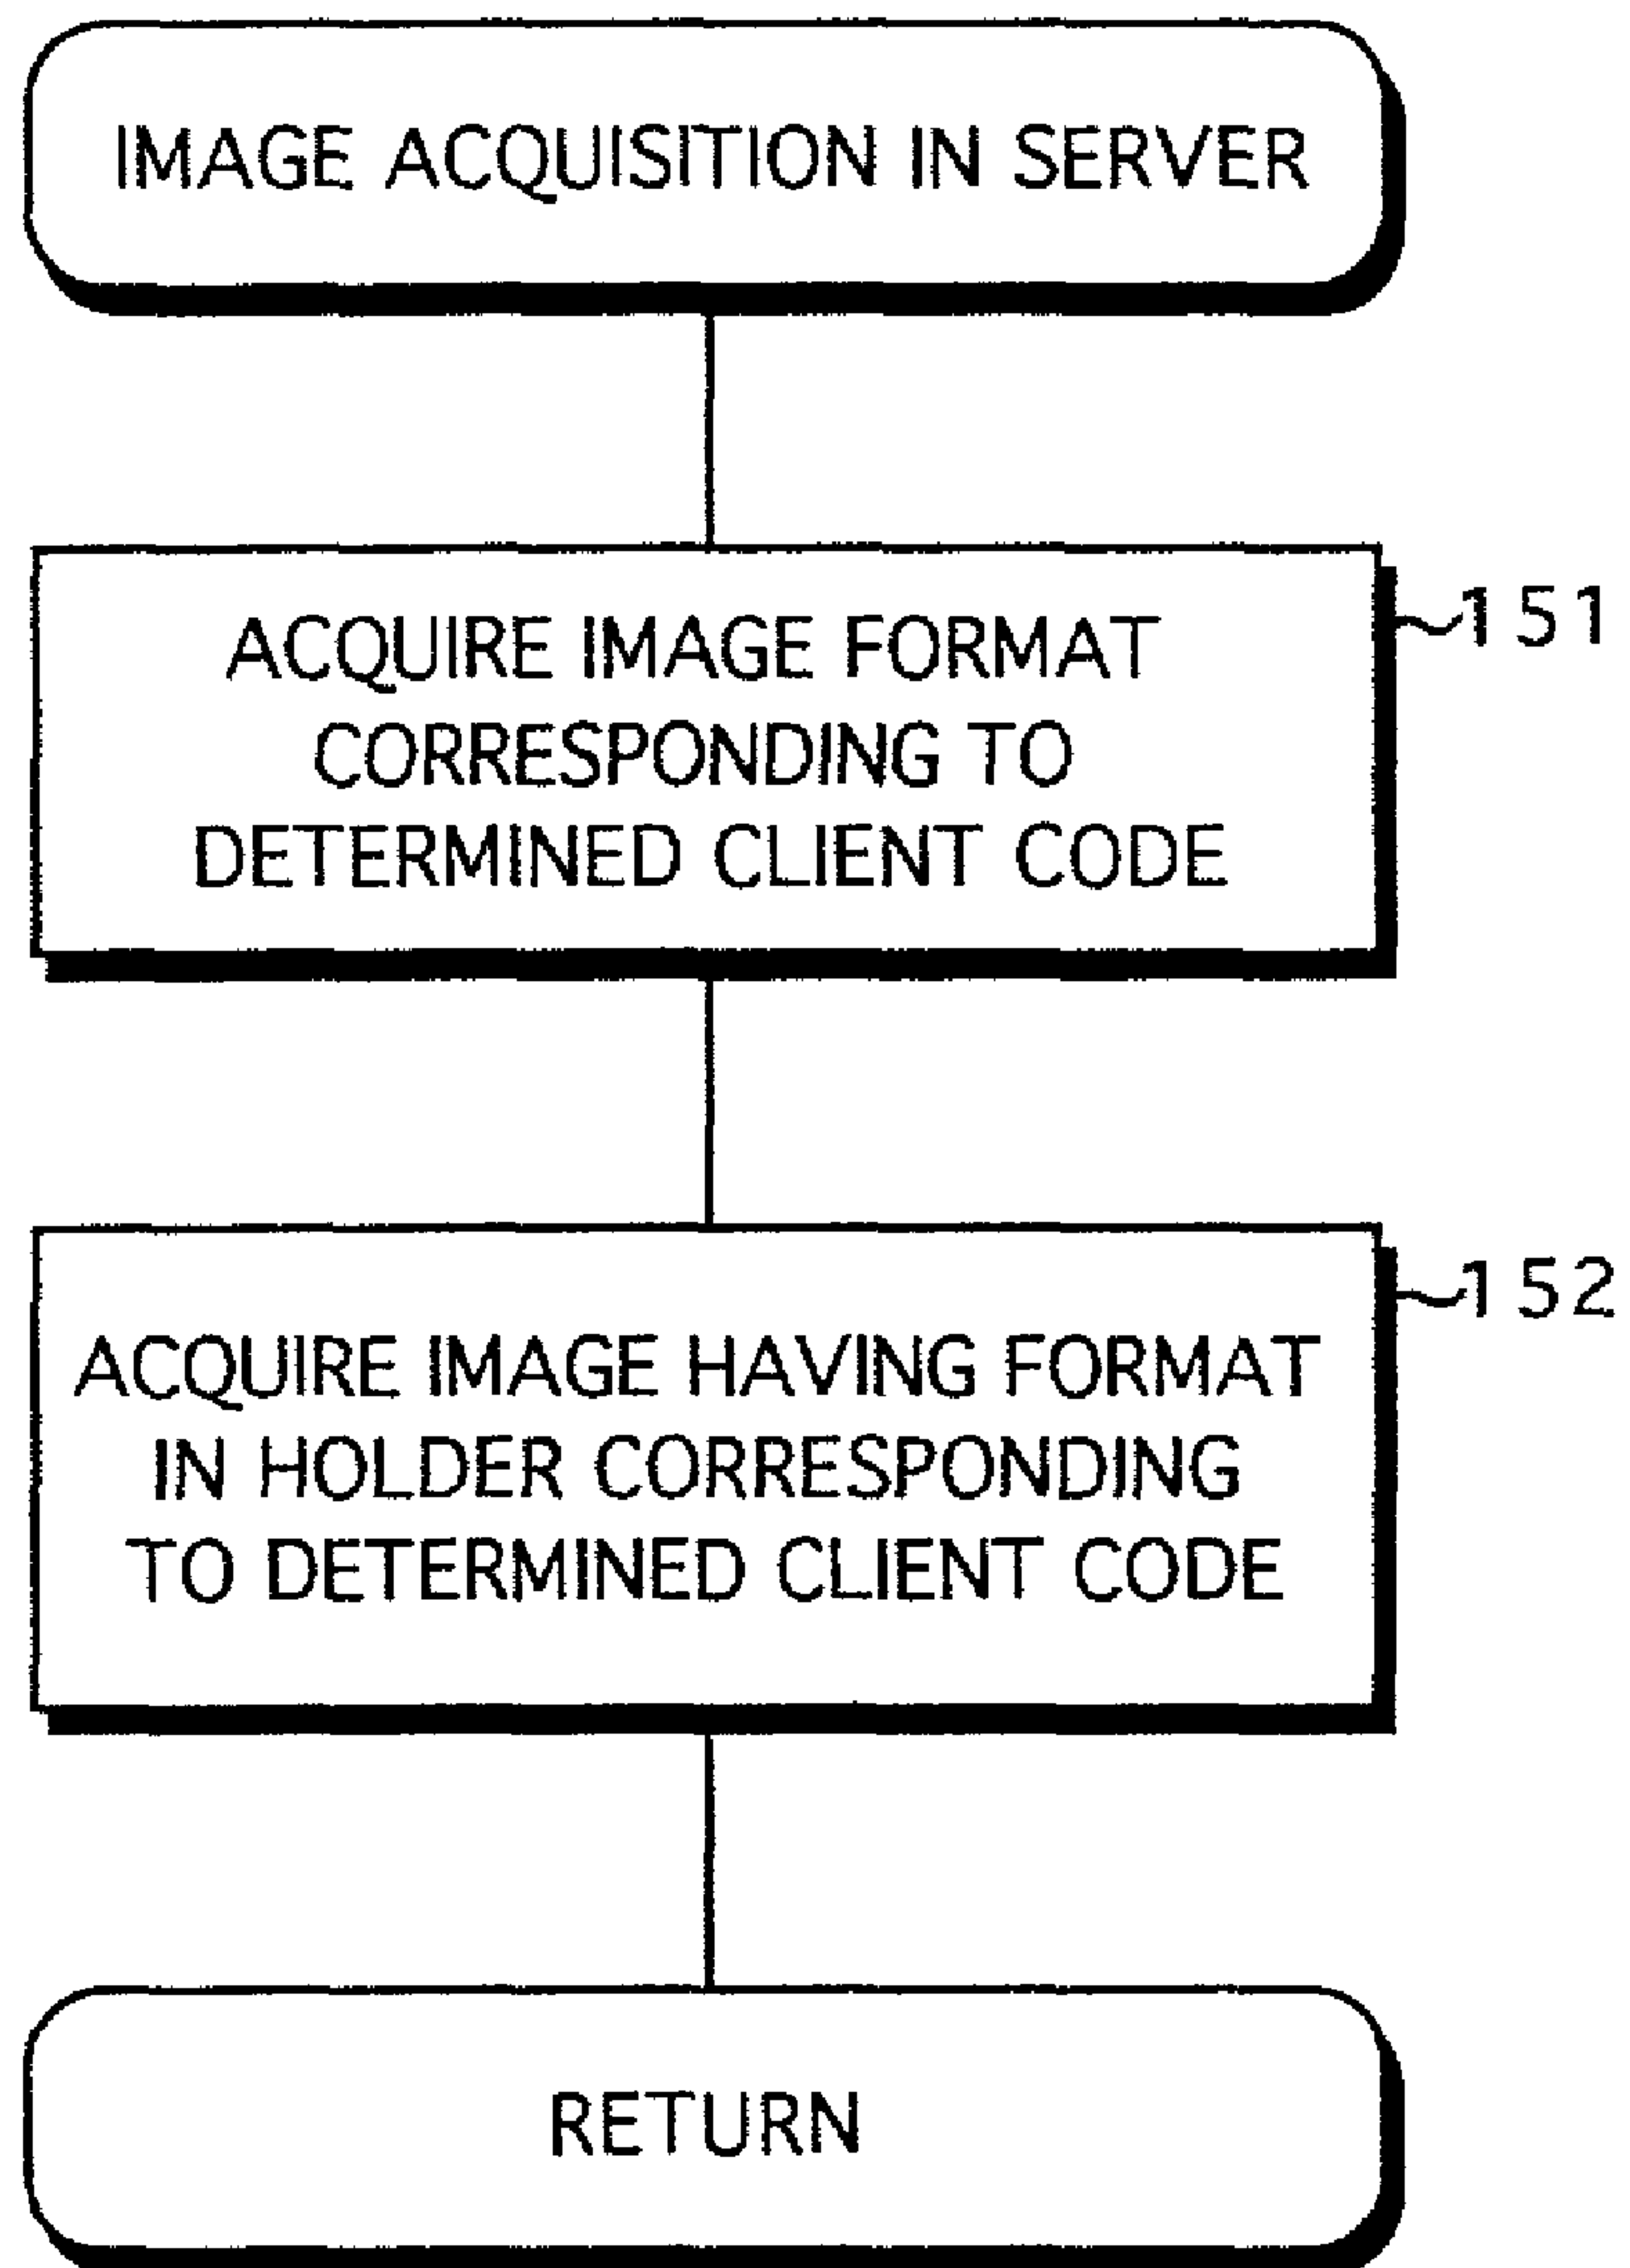 IMAGE ACQUISITION IN SERVER
ACQUIRE IMAGE FORMAT
CORRESPONDING TO
DETERMINED CLIENT CODE
151
ACQUIRE IMAGE HAVING FORMAT
IN HOLDER CORRESPONDING
TO DETERMINED CLIENT CODE
152
RETURN